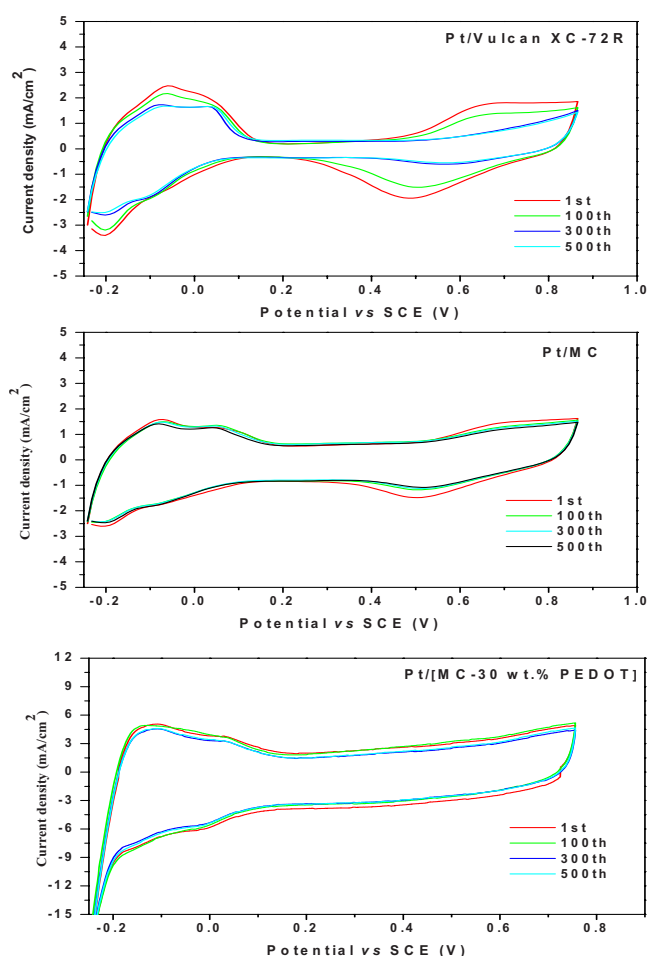 Pt/Vulcan XC-72R
Current density (mA/cm2)
5
4
3
2
1
0
-1
-2
-3
-4
-5
1st
100th
300th
500th
-0.2 0.0 0.2 0.4 0.6 0.8 1.0
Potential vs SCE (V)
Pt/MC
Current density (mA/cm2)
5
4
3
2
1
0
-1
-2
-3
-4
-5
1st
100th
300th
500th
-0.2 0.0 0.2 0.4 0.6 0.8 1.0
Potential vs SCE (V)
Pt/[MC-30 wt.% PEDOT]
Current density (mA/cm2)
12
9
6
3
0
-3
-6
-9
-12
-15
1st
100th
300th
500th
-0.2 0.0 0.2 0.4 0.6 0.8
Potential vs SCE (V)